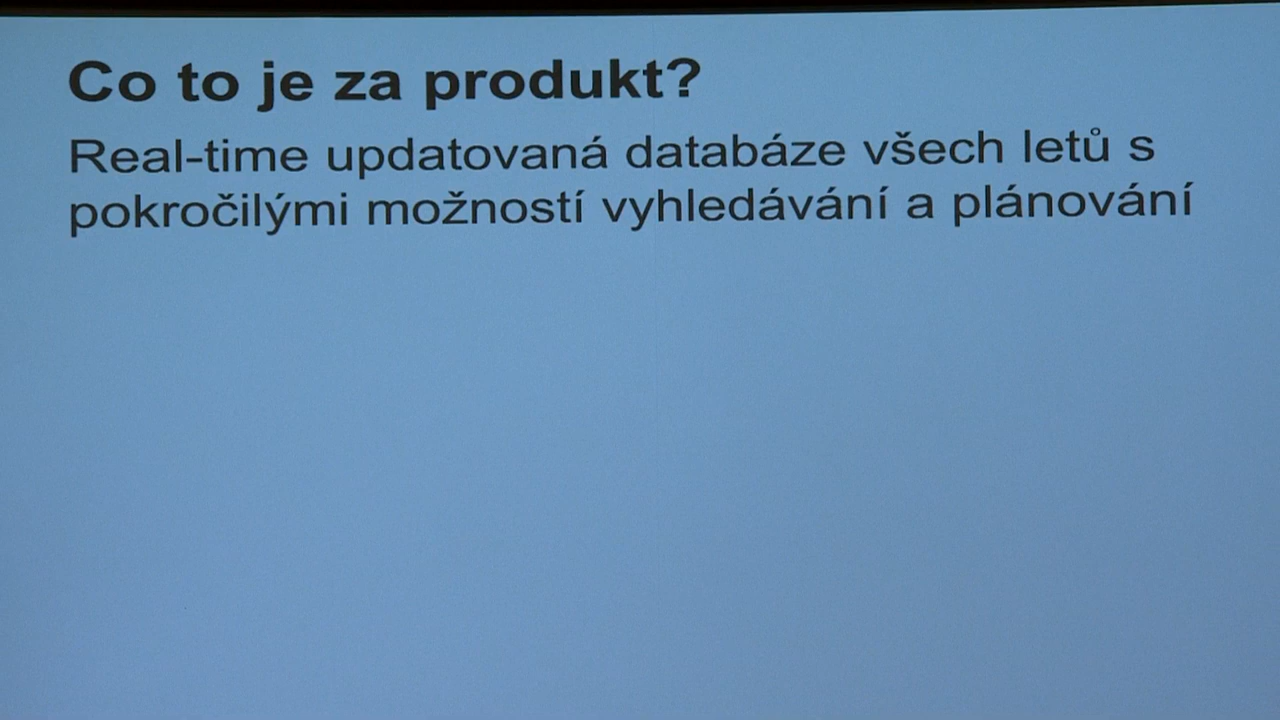 Co to je za produkt?
Real-time updatovaná databáze všech letů s
pokročilými možností vyhledávání a plánování